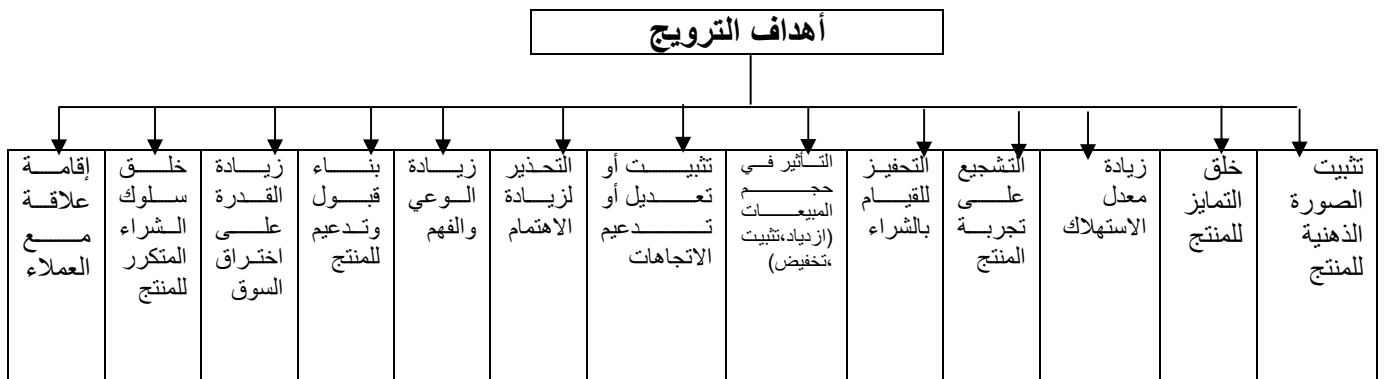 أهداف الترويج
تثبيت
الصورة
الذهنية
للمنتج
خلق
التمايز
للمنتج
زيادة
معدل
الاستهلاك
التشجيع
على
تجربة
المنتج
التحفيز
للقيام
بالشراء
التأثير في
حجم
المبيعات
(ازدياد،تثبيت
،تخفيض)
تثبيت أو
تعديل أو
تدعيم
الاتجاهات
التحذير
لزيادة
الاهتمام
زيادة
الوعي
والفهم
بناء
قبول
وتدعيم
للمنتج
زيادة
القدرة
على
اختراق
السوق
خلق
سلوك
الشراء
المتكرر
للمنتج
إقامة
علاقة
مع
العملاء